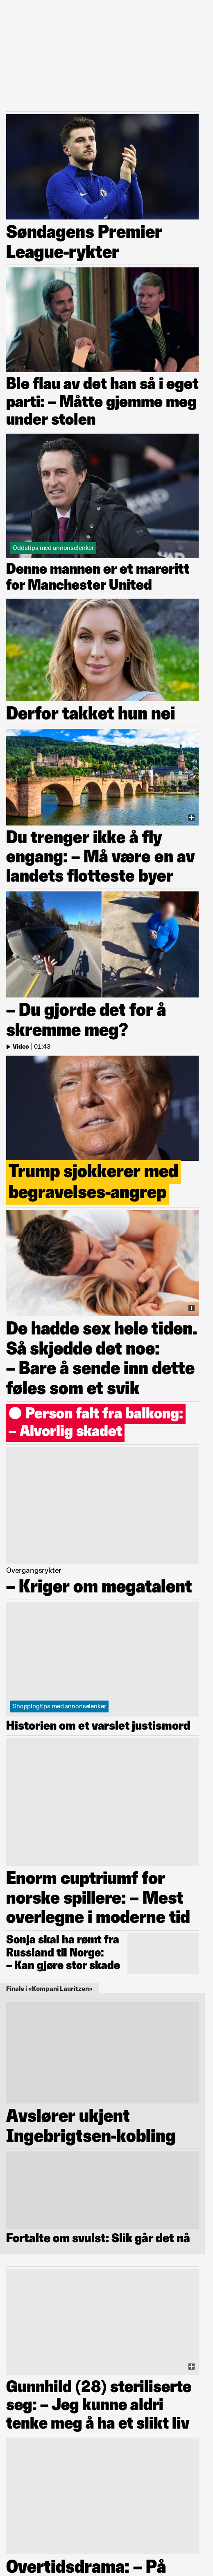 Søndagens Premier
League-rykter
Ble flau av det han så i eget
parti: – Måtte gjemme meg
under stolen
Oddstips med annonselenker
Denne mannen er et mareritt
for Manchester United
Derfor takket hun nei
Du trenger ikke å fly
engang: – Må være en av
landets flotteste byer
– Du gjorde det for å
skremme meg?
Video | 01:43
Trump sjokkerer med
begravelses-angrep
De hadde sex hele tiden.
Så skjedde det noe:
– Bare å sende inn dette
føles som et svik
Person falt fra balkong:
– Alvorlig skadet
Overgangsrykter
– Kriger om megatalent
Shoppingtips med annonselenker
Historien om et varslet justismord
Enorm cuptriumf for
norske spillere: – Mest
overlegne i moderne tid
Sonja skal ha rømt fra
Russland til Norge:
– Kan gjøre stor skade
Finale i «Kompani Lauritzen»
Avslører ukjent
Ingebrigtsen-kobling
Fortalte om svulst: Slik går det nå
Gunnhild (28) steriliserte
seg: – Jeg kunne aldri
tenke meg å ha et slikt liv
Overtidsdrama: – På